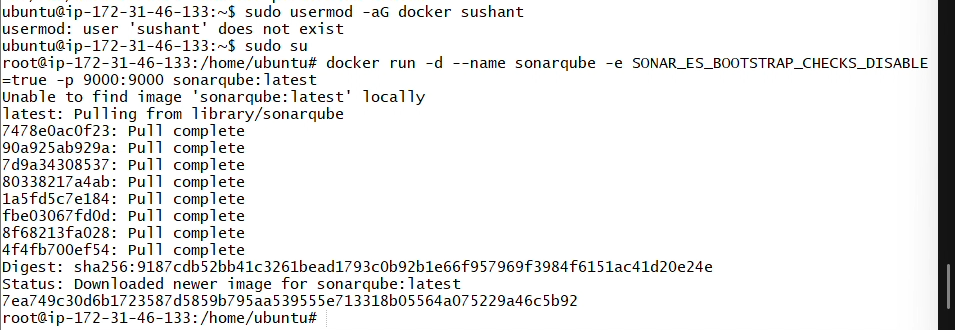 ubuntu@ip-172-31-46-133:~$ sudo usermod -aG docker sushant
usermod: user 'sushant' does not exist
ubuntu@ip-172-31-46-133:~$ sudo su
root@ip-172-31-46-133:/home/ubuntu# docker run -d --name sonarqube -e SONAR_ES_BOOTSTRAP_CHECKS_DISABLE
=true -p 9000:9000 sonarqube:latest
Unable to find image 'sonarqube:latest' locally
latest: Pulling from library/sonarqube
7478e0ac0f23: Pull complete
90a925ab929a: Pull complete
7d9a34308537: Pull complete
80338217a4ab: Pull complete
1a5fd5c7e184: Pull complete
fbe03067fd0d: Pull complete
8f68213fa028: Pull complete
4f4fb700ef54: Pull complete
Digest: sha256:9187cdb52bb41c3261bead1793c0b92b1e66f957969f3984f6151ac41d20e24e
Status: Downloaded newer image for sonarqube:latest
7ea749c30d6b1723587d5859b795aa539555e713318b05564a075229a46c5b92
root@ip-172-31-46-133:/home/ubuntu#